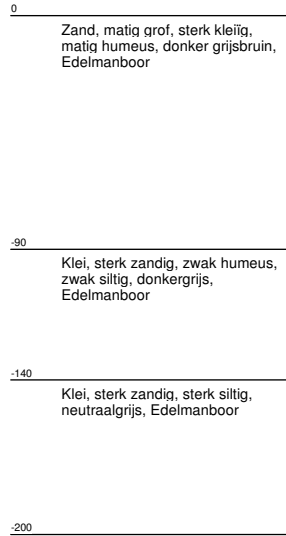 0
Zand, matig grof, sterk kleiïg,
matig humeus, donker grijsbruin,
Edelmanboor
-90
Klei, sterk zandig, zwak humeus,
zwak siltig, donkergrijs,
Edelmanboor
-140
Klei, sterk zandig, sterk siltig,
neutraalgrijs, Edelmanboor
-200